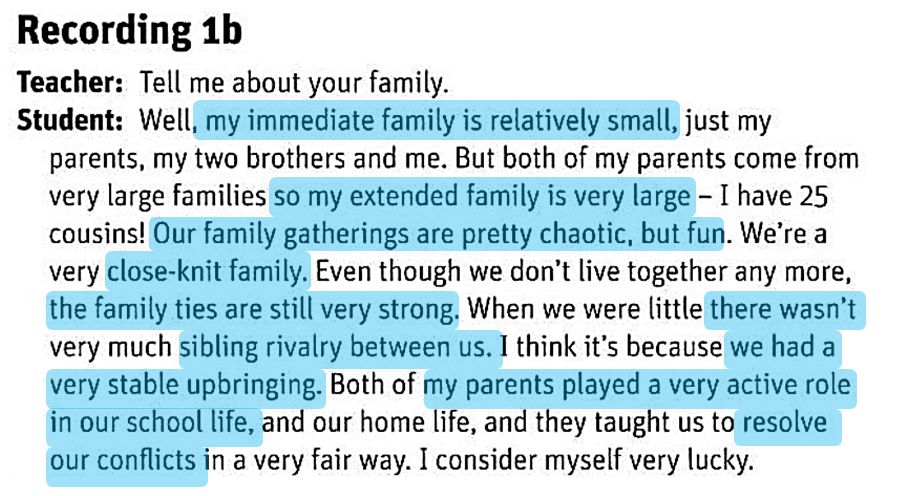 Recording 1b
Teacher: Tell me about your family.
Student: Well, my immediate family is relatively small, just my
parents, my two brothers and me. But both of my parents come from
very large families so my extended family is very large – I have 25
cousins! Our family gatherings are pretty chaotic, but fun. We're a
very close-knit family. Even though we don't live together any more,
the family ties are still very strong. When we were little there wasn't
very much sibling rivalry between us. I think it's because we had a
very stable upbringing. Both of my parents played a very active role
in our school life, and our home life, and they taught us to resolve
our conflicts in a very fair way. I consider myself very lucky.